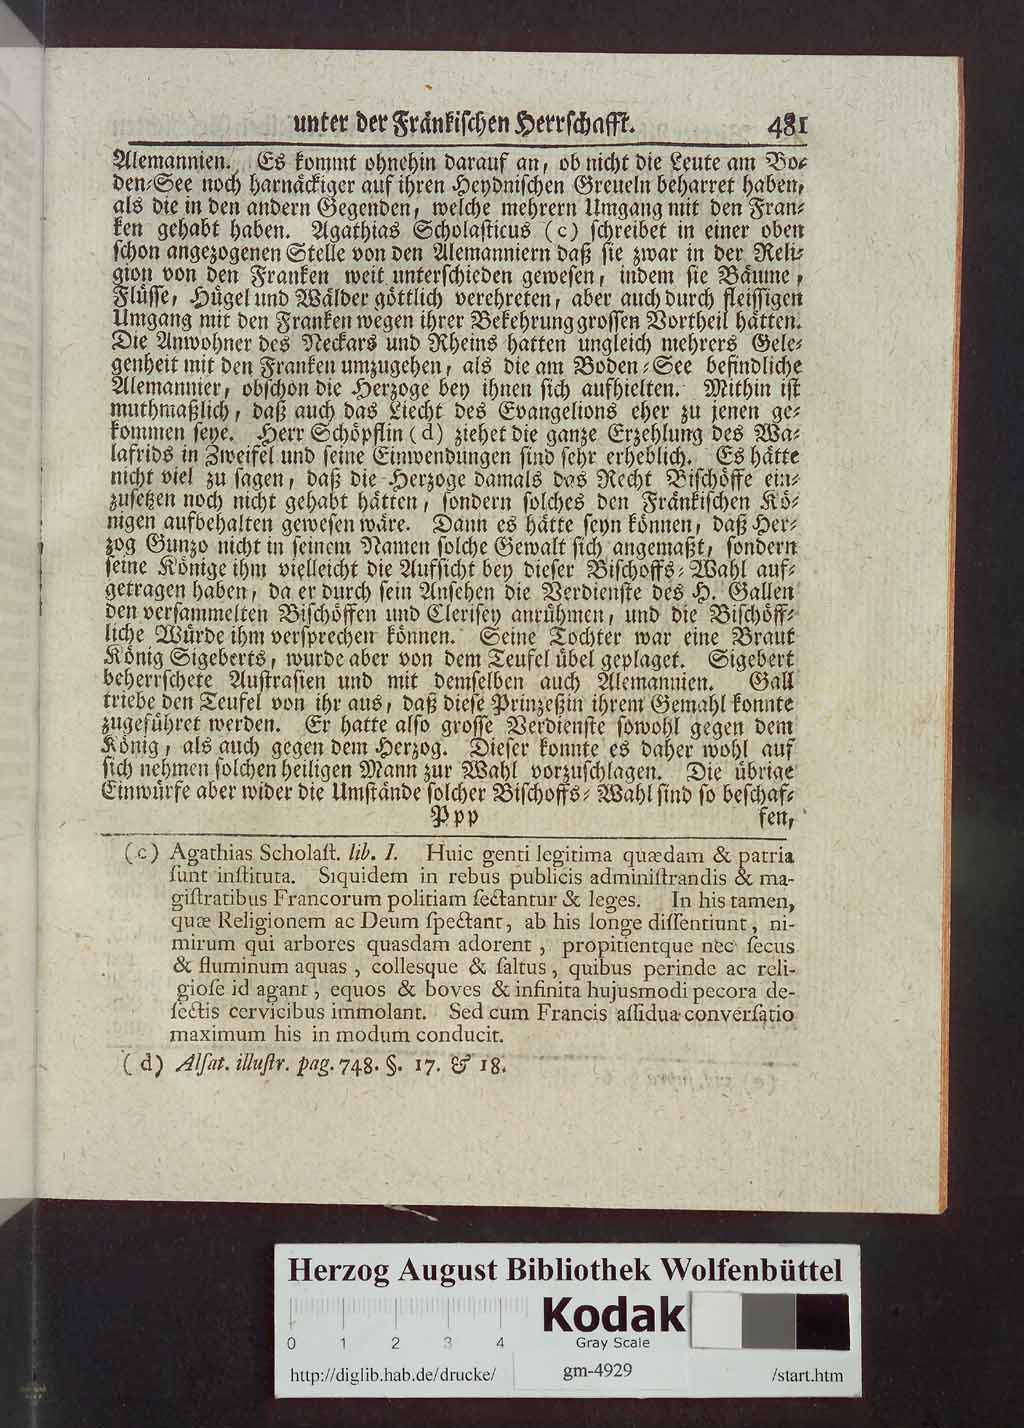 unter der Fränkischen Herrschafft. 481
Alemannien. Es kommt ohnehin darauf an, ob nicht die Leute am Bo-
den-See noch harnäckiger auf ihren Heydnischen Greueln beharret haben,
als die in den andern Gegenden, welche mehrern Umgang mit den Fran-
ken gehabt haben. Agathias Scholasticus (c) schreibet in einer oben
schon angezogenen Stelle von den Alemanniern daß sie zwar in der Reli-
gion von den Franken weit unterschieden gewesen, indem sie Bäume,
Flüsse, Hügel und Wälder göttlich verehreten, aber auch durch fleissigen
Umgang mit den Franken wegen ihrer Bekehrung grossen Vortheil hätten.
Die Anwohner des Neckars und Rheins hatten ungleich mehrers Gele-
genheit mit den Franken umzugehen, als die am Boden-See befindliche
Alemannier, obschon die Herzoge bey ihnen sich aufhielten. Mithin ist
muthmaßlich, daß auch das Liecht des Evangelions eher zu jenen ge-
kommen seye. Herr Schöpflin (d) ziehet die ganze Erzehlung des Wa-
lafrids in Zweifel und seine Einwendungen sind sehr erheblich. Es hätte
nicht viel zu sagen, daß die Herzoge damals das Recht Bischöffe ein-
zusetzen noch nicht gehabt hätten, sondern solches den Fränkischen Kö-
nigen aufbehalten gewesen wäre. Dann es hätte seyn können, daß Her-
zog Gunzo nicht in seinem Namen solche Gewalt sich angemaßt, sondern
seine Könige ihm vielleicht die Aufsicht bey dieser Bischoffs-Wahl auf-
getragen haben, da er durch sein Ansehen die Verdienste des H. Gallen
den versammelten Bischöffen und Clerisey anrühmen, und die Bischöff-
liche Würde ihm versprechen können. Seine Tochter war eine Braut
König Sigeberts, wurde aber von dem Teufel übel geplaget. Sigebert
beherrschete Austrasien und mit demselben auch Alemannien. Gall
triebe den Teufel von ihr aus, daß diese Prinzeßin ihrem Gemahl konnte
zugeführet werden. Er hatte also grosse Verdienste sowohl gegen dem
König, als auch gegen dem Herzog. Dieser konnte es daher wohl auf
sich nehmen solchen heiligen Mann zur Wahl vorzuschlagen. Die übrige
Einwürfe aber wider die Umstände solcher Bischoffs-Wahl sind so beschaf-
Ppp fen,
(c) Agathias Scholast. lib. I. Huic genti legitima quædam & patria
sunt instituta. Siquidem in rebus publicis administrandis & ma-
gistratibus Francorum politiam sectantur & leges. In his tamen,
quæ Religionem ac Deum spectant, ab his longe dissentiunt, ni-
mirum qui arbores quasdam adorent, propitientque nec secus
& fluminum aquas, collesque & saltus, quibus perinde ac reli-
giose id agant, equos & boves & infinita hujusmodi pecora de-
sectis cervicibus immolant. Sed cum Francis assidua conversatio
maximum his in modum conducit.
(d) Alsat. illustr. pag. 748. §. 17. & 18.
Herzog August Bibliothek Wolfenbüttel
Kodak
Gray Scale
0 1 2 3 4
http://diglib.hab.de/drucke/ gm-4929 /start.htm